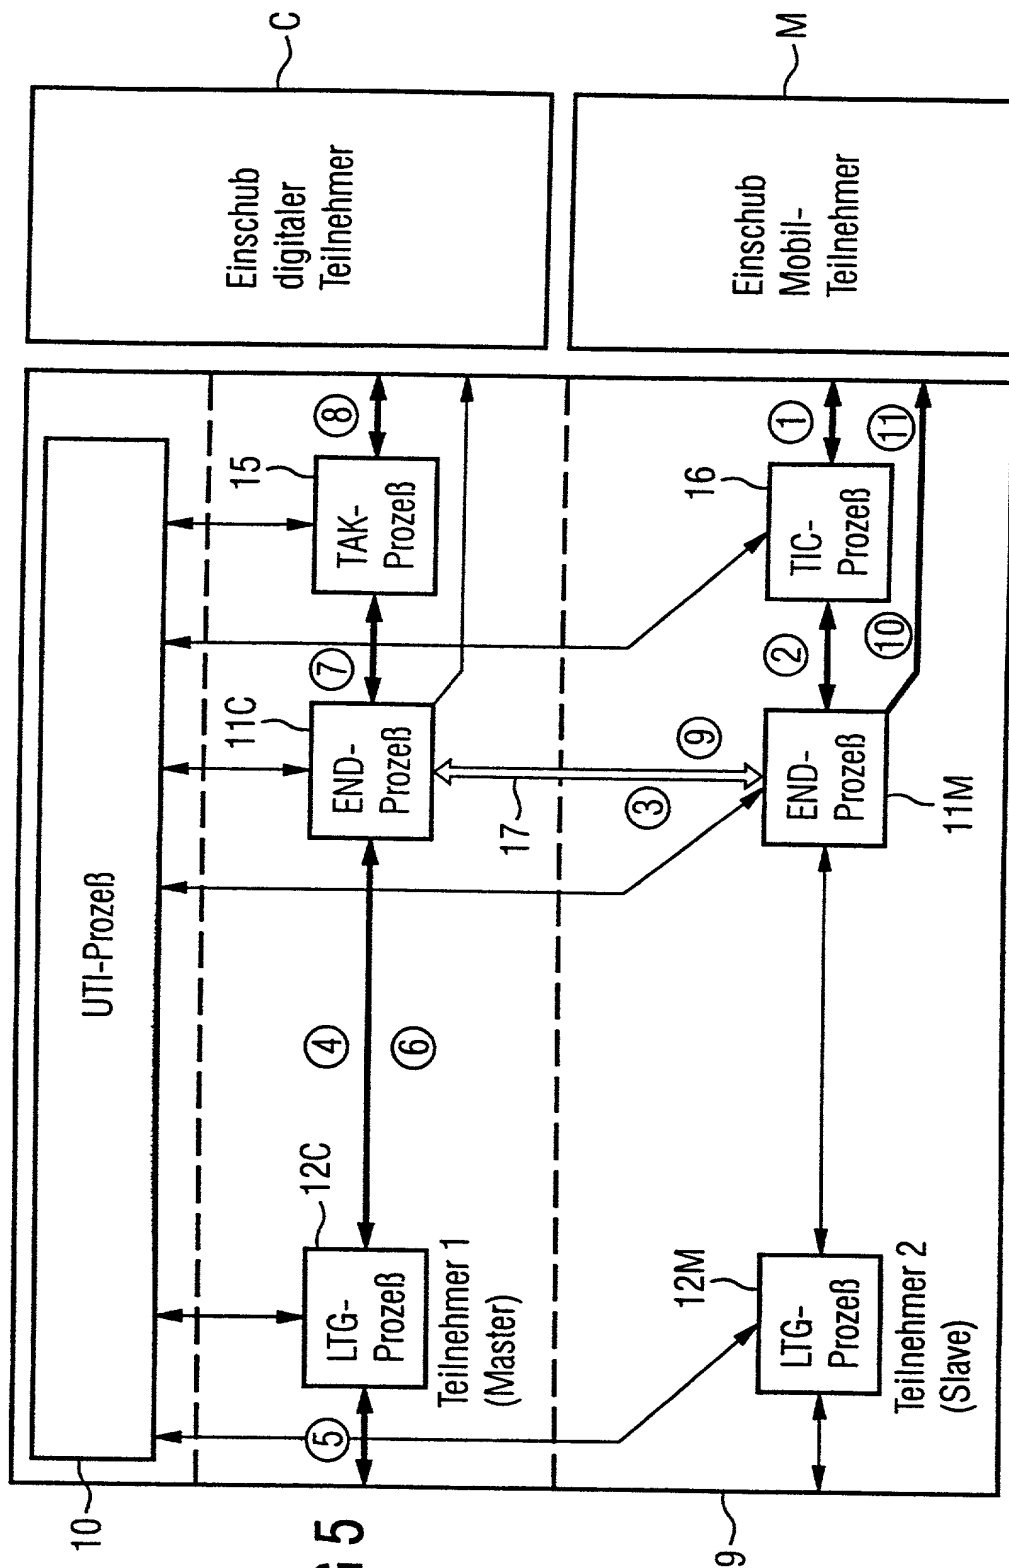 10
UTI-Prozeß
C
Einschub
digitaler
Teilnehmer
12C
LTG-
Prozeß
Teilnehmer 1
(Master)
5
4
6
11C
END-
Prozeß
7
15
TAK-
Prozeß
8
17
3
9
M
Einschub
Mobil-
Teilnehmer
12M
LTG-
Prozeß
Teilnehmer 2
(Slave)
END-
Prozeß
11M
2
16
TIC-
Prozeß
1
10
11
9
G 5